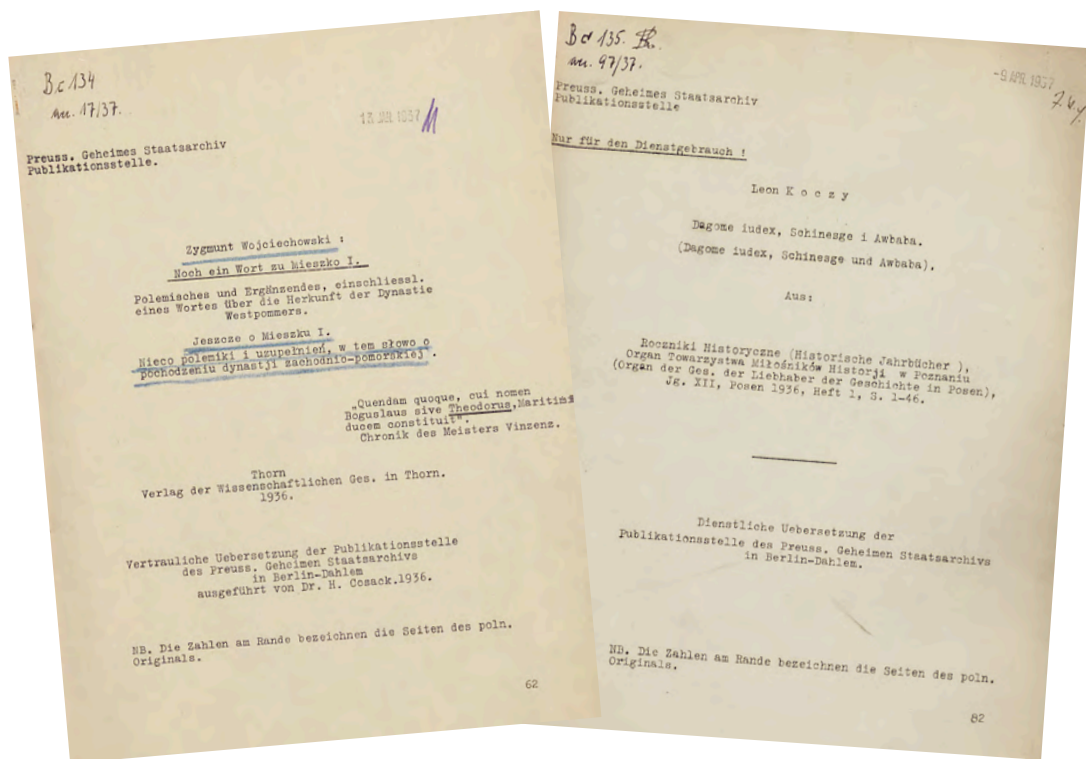 Bc 134
an. 17/37.
13 JAN. 1937
Preuss. Geheimes Staatsarchiv
Publikationsstelle.
Zygmunt Wojciechowski :
Noch ein Wort zu Mieszko I.
Polemisches und Ergänzendes, einschliessl.
eines Wortes über die Herkunft der Dynastie
Westpommers.
Jeszcze o Mieszku I.
Nieco polemiki i uzupełnień, w tem słowo o
pochodzeniu dynastji zachodnio-pomorskiej .
„Quendam quoque, cui nomen
Boguslaus sive Theodorus,Maritimæ
ducem constituit".
Chronik des Meisters Vinzenz.
Thorn
Verlag der Wissenschaftlichen Ges. in Thorn.
1936.
Vertrauliche Uebersetzung der Publikationsstelle
des Preuss. Geheimen Staatsarchivs
in Berlin-Dahlem
ausgeführt von Dr. H. Cosack.1936.
NB. Die Zahlen am Rande bezeichnen die Seiten des poln.
Originals.
62
Bd 135.
an. 97/37.
-9 APR. 1937
Preuss. Geheimes Staatsarchiv
Publikationsstelle
Nur für den Dienstgebrauch !
Leon K o c z y
Dagome iudex, Schinesge i Awbaba.
(Dagome iudex, Schinesge und Awbaba).
Aus:
Roczniki Historyczne (Historische Jahrbücher ),
Organ Towarzystwa Miłośników Historji w Poznaniu
(Organ der Ges. der Liebhaber der Geschichte in Posen),
Jg. XII, Posen 1936, Heft 1, S. 1-46.
Dienstliche Uebersetzung der
Publikationsstelle des Preuss. Geheimen Staatsarchivs
in Berlin-Dahlem.
NB. Die Zahlen am Rande bezeichnen die Seiten des poln.
Originals.
82